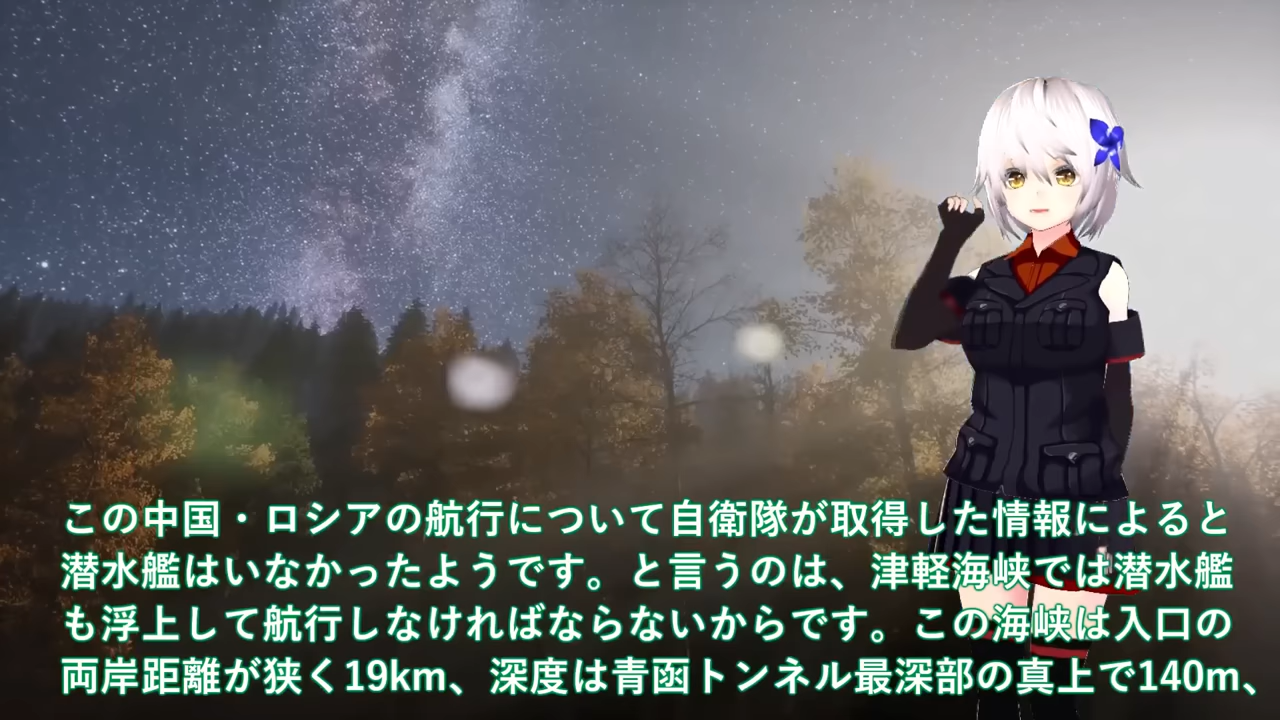 この中国・ロシアの航行について自衛隊が取得した情報によると
潜水艦はいなかったようです。と言うのは、津軽海峡では潜水艦
も浮上して航行しなければならないからです。この海峡は入口の
両岸距離が狭く19km、深度は青函トンネル最深部の真上で140m、